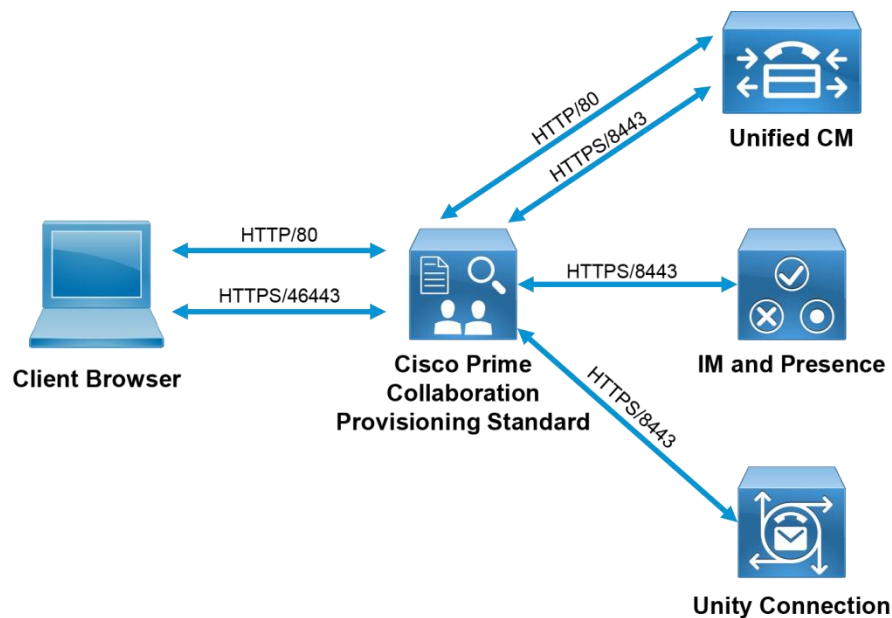 HTTP/80
HTTPS/8443
Unified CM
HTTP/80
HTTPS/46443
HTTPS/8443
Client Browser
Cisco Prime
Collaboration
Provisioning Standard
IM and Presence
HTTPS/8443
Unity Connection